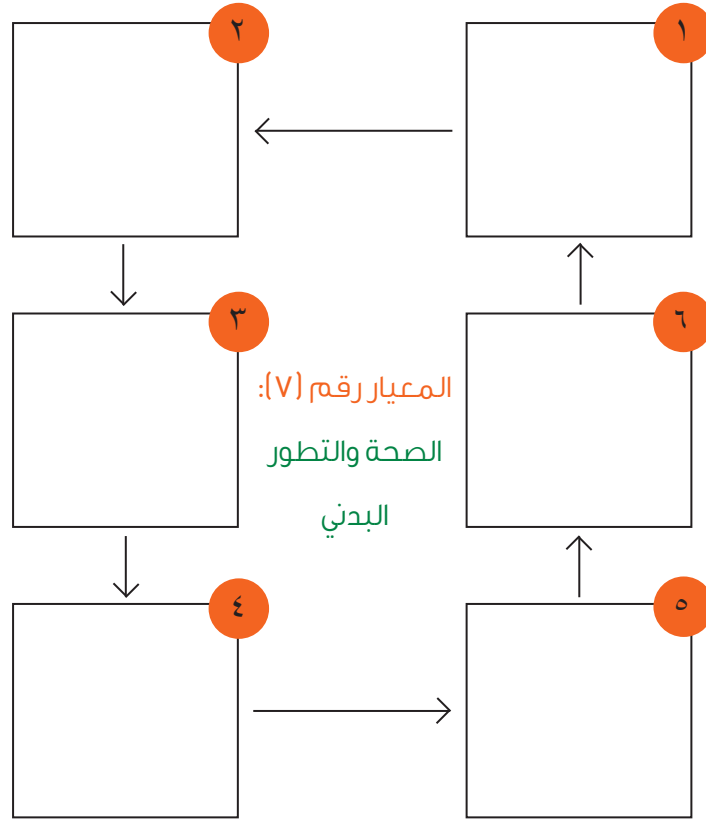 ١
٢
٣
٤
٥
٦
المعيار رقم (٧):
الصحة والتطور
البدني